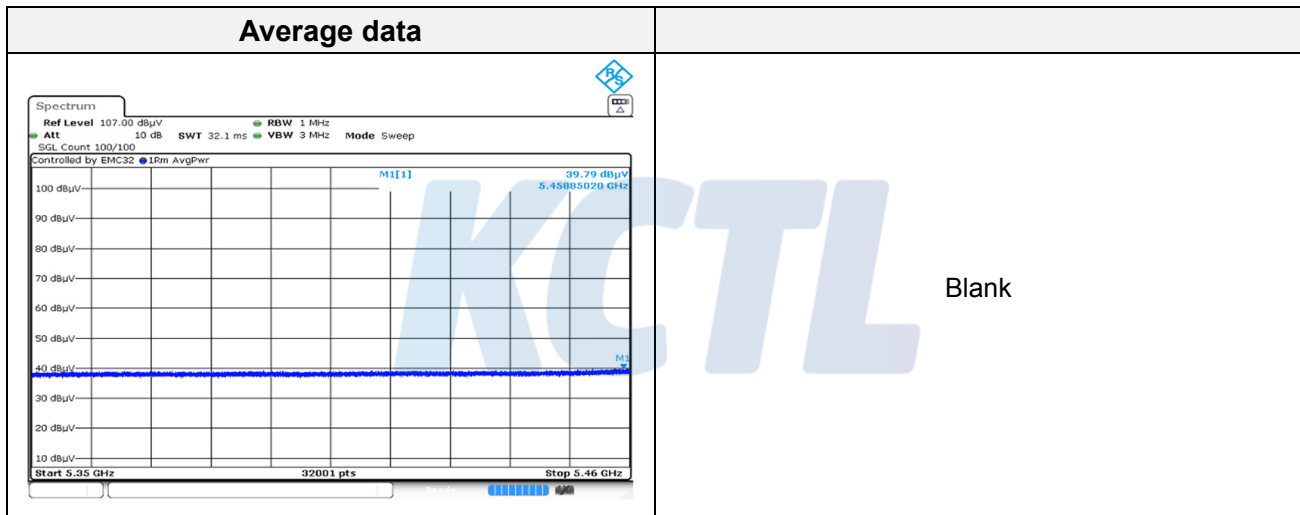 Average data
R/S
Spectrum
Ref Level 107.00 dBµV RBW 1 MHz
Att 10 dB SWT 32.1 ms VBW 3 MHz Mode Sweep
SGL Count 100/100
Controlled by EMC32 1Rm AvgPwr
M1[1] 39.79 dBµV
5.45885020 GHz
100 dBµV
90 dBµV
80 dBµV
70 dBµV
60 dBµV
50 dBµV
M1
40 dBµV
30 dBµV
20 dBµV
10 dBµV
Start 5.35 GHz 32001 pts Stop 5.46 GHz
Blank
KCTL